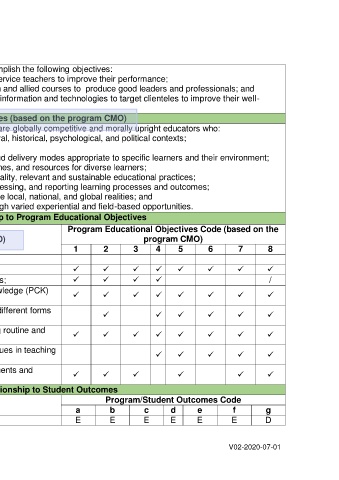 mplish the following objectives:
ervice teachers to improve their performance;
n and allied courses to produce good leaders and professionals; and
information and technologies to target clienteles to improve their well-
es (based on the program CMO)
are globally competitive and morally upright educators who:
ral, historical, psychological, and political contexts;
nd delivery modes appropriate to specific learners and their environment;
nes, and resources for diverse learners;
ality, relevant and sustainable educational practices;
essing, and reporting learning processes and outcomes;
e local, national, and global realities; and
gh varied experiential and field-based opportunities.
p to Program Educational Objectives
O)
Program Educational Objectives Code (based on the
program CMO)
1 2 3 4 5 6 7 8
✓ ✓ ✓ ✓ ✓ ✓ ✓ ✓
s; ✓ ✓ ✓ ✓ /
wledge (PCK) ✓ ✓ ✓ ✓ ✓ ✓ ✓ ✓
different forms ✓ ✓ ✓ ✓ ✓ ✓
g routine and ✓ ✓ ✓ ✓ ✓ ✓ ✓ ✓
ues in teaching ✓ ✓ ✓ ✓ ✓
ents and ✓ ✓ ✓ ✓ ✓ ✓
ionship to Student Outcomes
Program/Student Outcomes Code
a b c d e f g
E E E E E E D
V02-2020-07-01